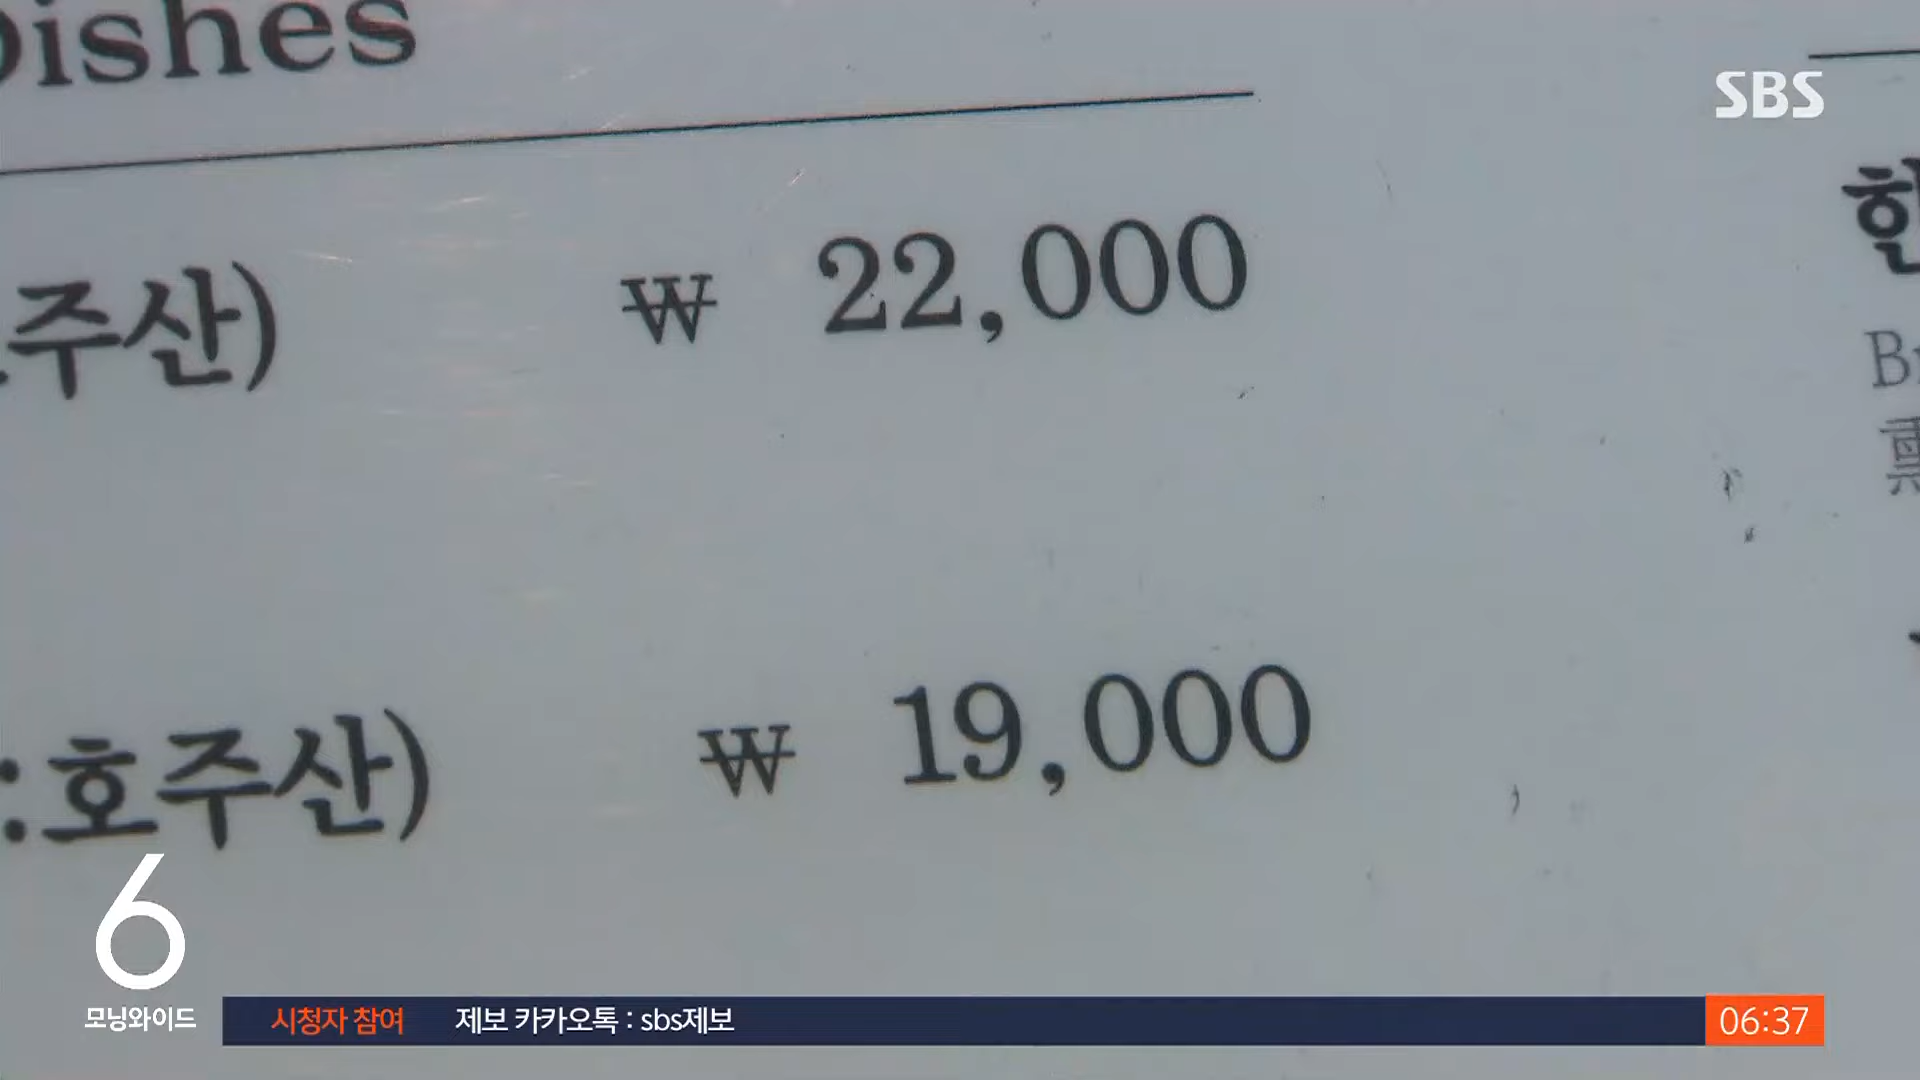 ishes
SBS
주산) ₩ 22,000
:호주산) ₩ 19,000
6
모닝와이드
시청자 참여 제보 카카오톡 : sbs제보
06:37